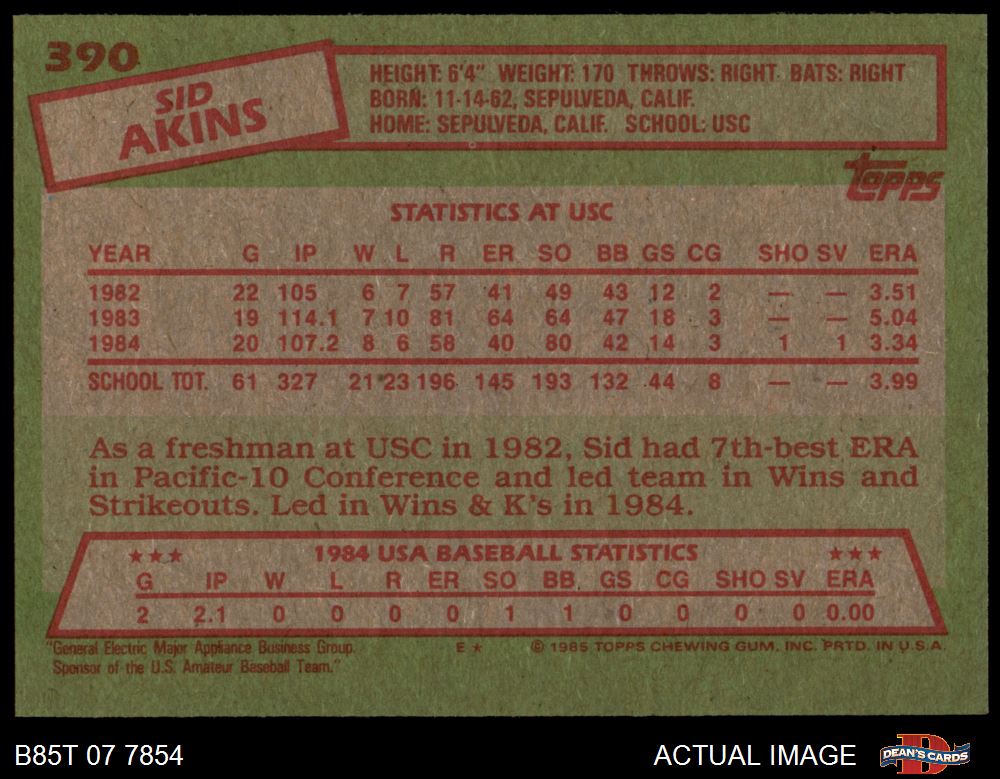 390
SID
AKINS
HEIGHT: 6'4" WEIGHT: 170 THROWS: RIGHT BATS: RIGHT
BORN: 11-14-62, SEPULVEDA, CALIF.
HOME: SEPULVEDA, CALIF. SCHOOL: USC
topps
STATISTICS AT USC
YEAR G IP W L R ER SO BB GS CG SHO SV ERA
1982 22 105 6 7 57 41 49 43 12 2 — — 3.51
1983 19 114.1 7 10 81 64 64 47 18 3 — — 5.04
1984 20 107.2 8 6 58 40 80 42 14 3 1 1 3.34
SCHOOL TOT. 61 327 21 23 196 145 193 132 44 8 — — 3.99
As a freshman at USC in 1982, Sid had 7th-best ERA
in Pacific-10 Conference and led team in Wins and
Strikeouts. Led in Wins & K's in 1984.
★★★ 1984 USA BASEBALL STATISTICS ★★★
G IP W L R ER SO BB GS CG SHO SV ERA
2 2.1 0 0 0 0 1 1 0 0 0 0 0.00
"General Electric Major Appliance Business Group. E ★ © 1985 TOPPS CHEWING GUM, INC. PRTD. IN U.S.A.
Sponsor of the U.S. Amateur Baseball Team."
B85T 07 7854 ACTUAL IMAGE D DEAN'S CARDS